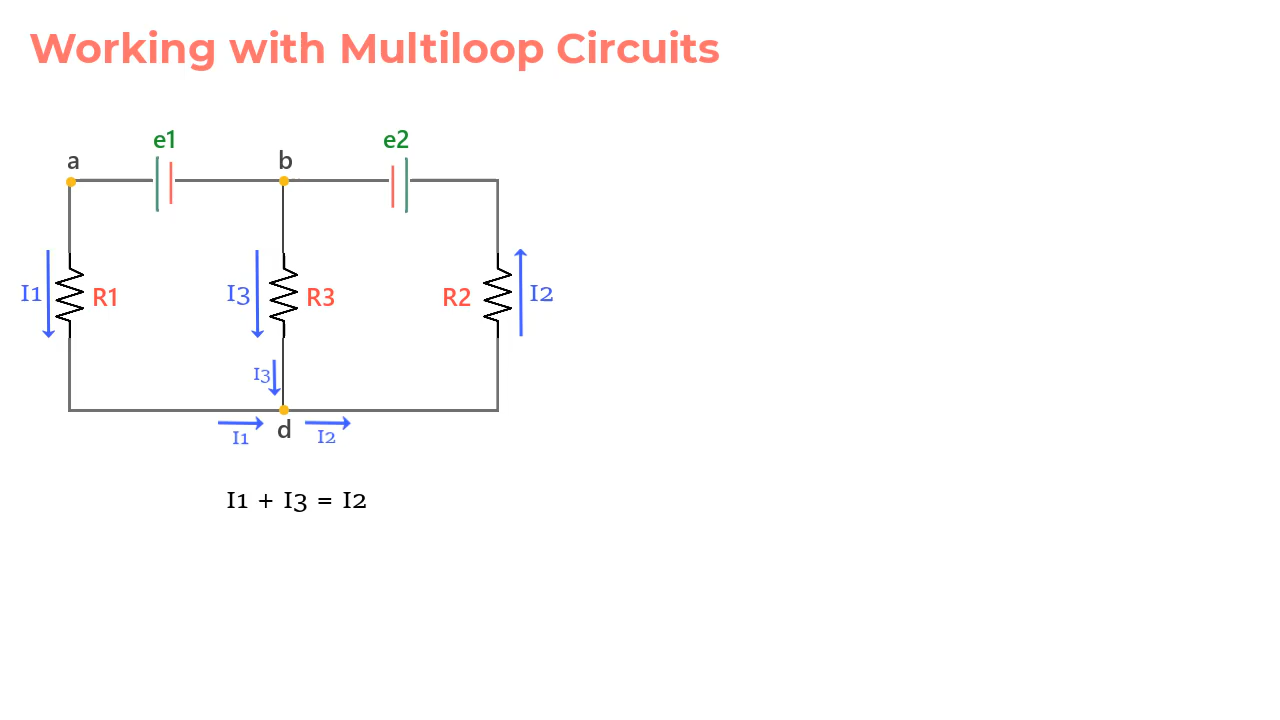 Working with Multiloop Circuits
e1
e2
a
b
I1
R1
I3
R3
R2
I2
I3
I1
d
I2
I1 + I3 = I2